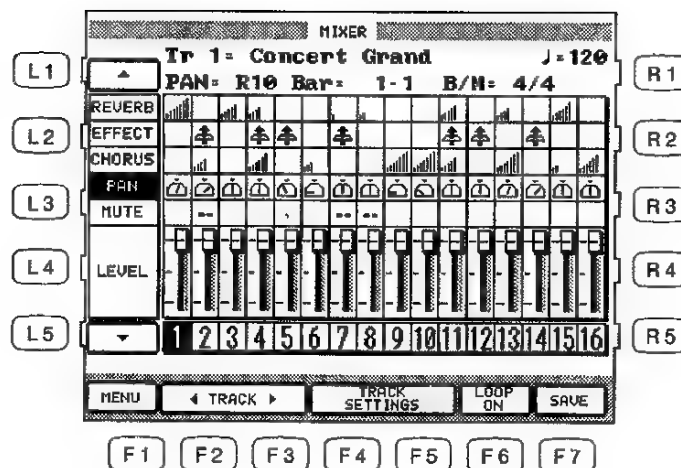 MIXER
Tr 1: Concert Grand ♩=120
PAN: R10 Bar: 1-1 B/M: 4/4
REVERB
EFFECT
CHORUS
PAN
MUTE
LEVEL
1 2 3 4 5 6 7 8 9 10 11 12 13 14 15 16
MENU TRACK TRACK SETTINGS LOOP ON SAVE
L1 R1
L2 R2
L3 R3
L4 R4
L5 R5
F1 F2 F3 F4 F5 F6 F7